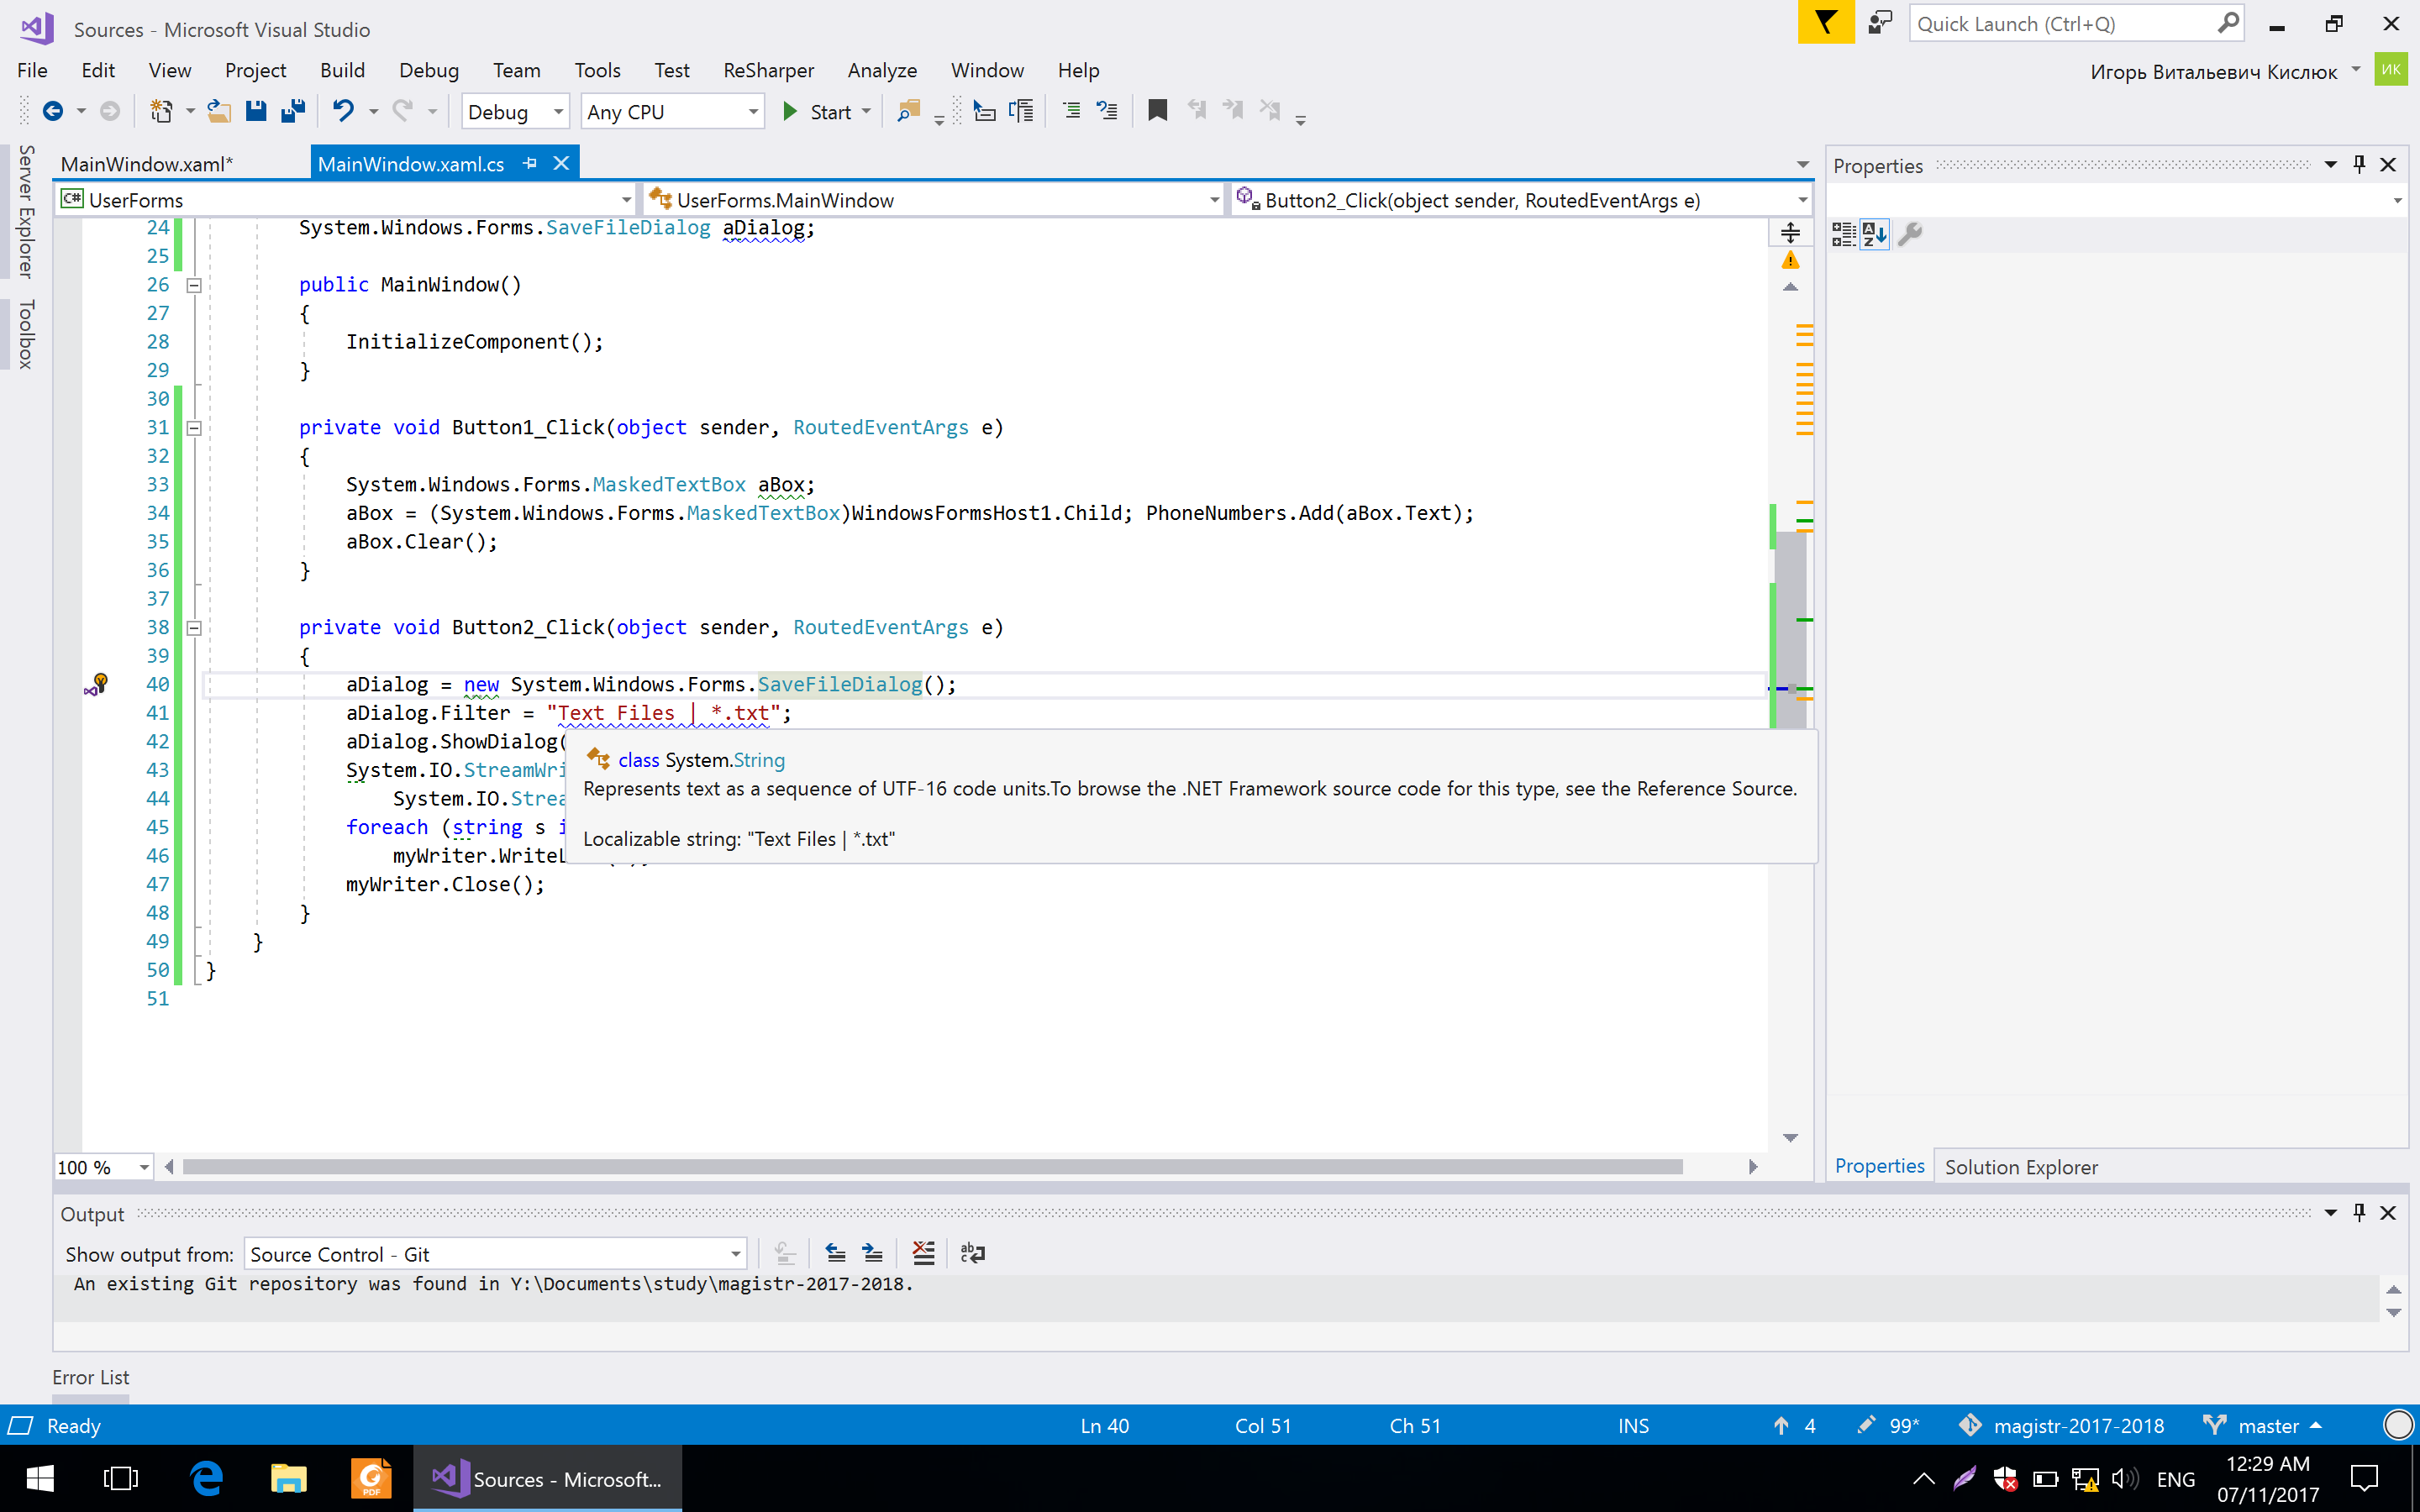 Sources - Microsoft Visual Studio
Quick Launch (Ctrl+Q)
File Edit View Project Build Debug Team Tools Test ReSharper Analyze Window Help
Игорь Витальевич Кислюк ИК
Debug Any CPU Start
Server Explorer
Toolbox
MainWindow.xaml* MainWindow.xaml.cs
C# UserForms UserForms.MainWindow Button2_Click(object sender, RoutedEventArgs e)
24 System.Windows.Forms.SaveFileDialog aDialog;
25
26 public MainWindow()
27 {
28 InitializeComponent();
29 }
30
31 private void Button1_Click(object sender, RoutedEventArgs e)
32 {
33 System.Windows.Forms.MaskedTextBox aBox;
34 aBox = (System.Windows.Forms.MaskedTextBox)WindowsFormsHost1.Child; PhoneNumbers.Add(aBox.Text);
35 aBox.Clear();
36 }
37
38 private void Button2_Click(object sender, RoutedEventArgs e)
39 {
40 aDialog = new System.Windows.Forms.SaveFileDialog();
41 aDialog.Filter = "Text Files | *.txt";
42 aDialog.ShowDialog(
43 System.IO.StreamWri
44 System.IO.Strea
45 foreach (string s i
46 myWriter.WriteL
47 myWriter.Close();
48 }
49 }
50 }
51
class System.String
Represents text as a sequence of UTF-16 code units.To browse the .NET Framework source code for this type, see the Reference Source.
Localizable string: "Text Files | *.txt"
100 %
Properties
Properties Solution Explorer
Output
Show output from: Source Control - Git
An existing Git repository was found in Y:\Documents\study\magistr-2017-2018.
Error List
Ready Ln 40 Col 51 Ch 51 INS 4 99* magistr-2017-2018 master
PDF
Sources - Microsoft...
ENG
12:29 AM
07/11/2017